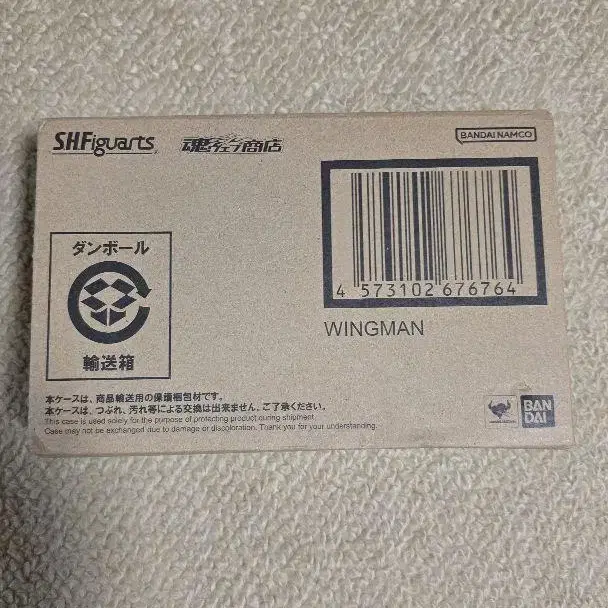 S.H.Figuarts
魂ウェブ商店
BANDAI NAMCO
4 573102 676764
WINGMAN
ダンボール
輸送箱
本ケースは、商品輸送用の保護梱包材です。
本ケースは、つぶれ、汚れ等による交換は出来ません、ご了承ください。
This case is used solely for the purpose of protecting product during shipment.
Case may not be exchanged due to damage or discoloration. Thank you for your understanding.
BAN
DAI